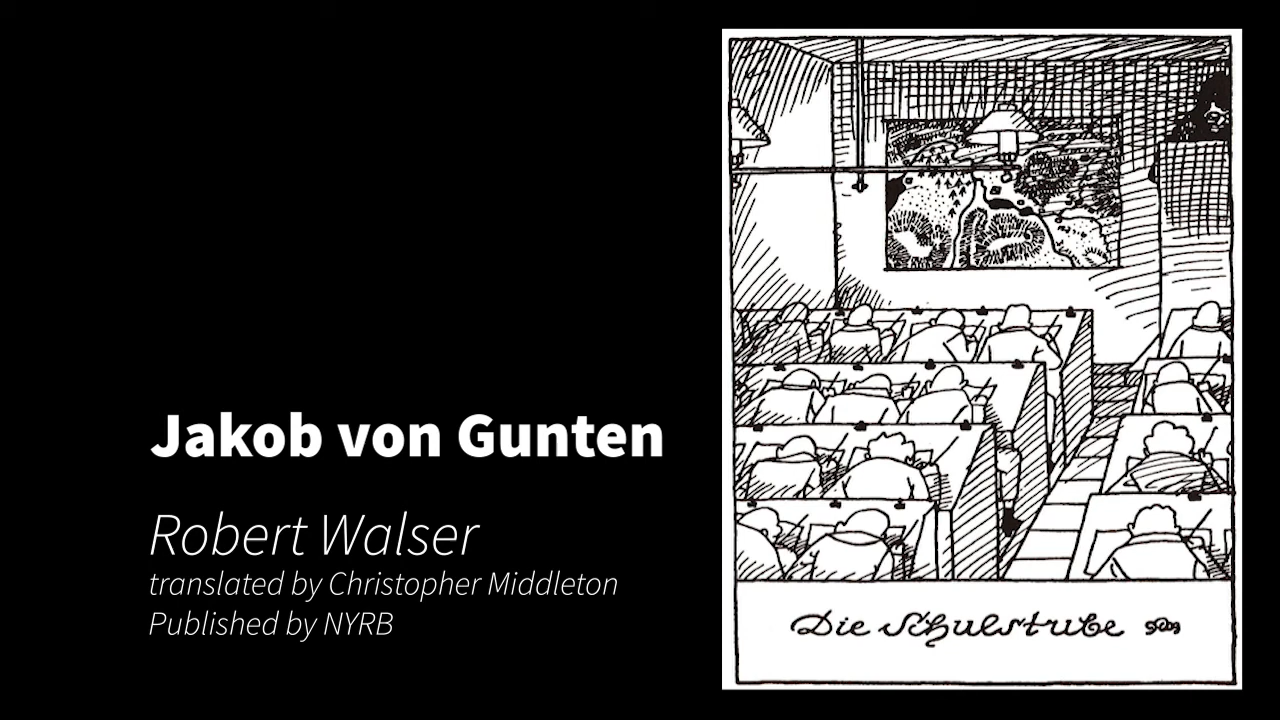 Jakob von Gunten
Robert Walser
translated by Christopher Middleton
Published by NYRB
Die Schulstube